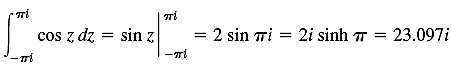 ∫_{-πi}^{πi} cos z dz = sin z |_{-πi}^{πi} = 2 sin πi = 2i sinh π = 23.097i